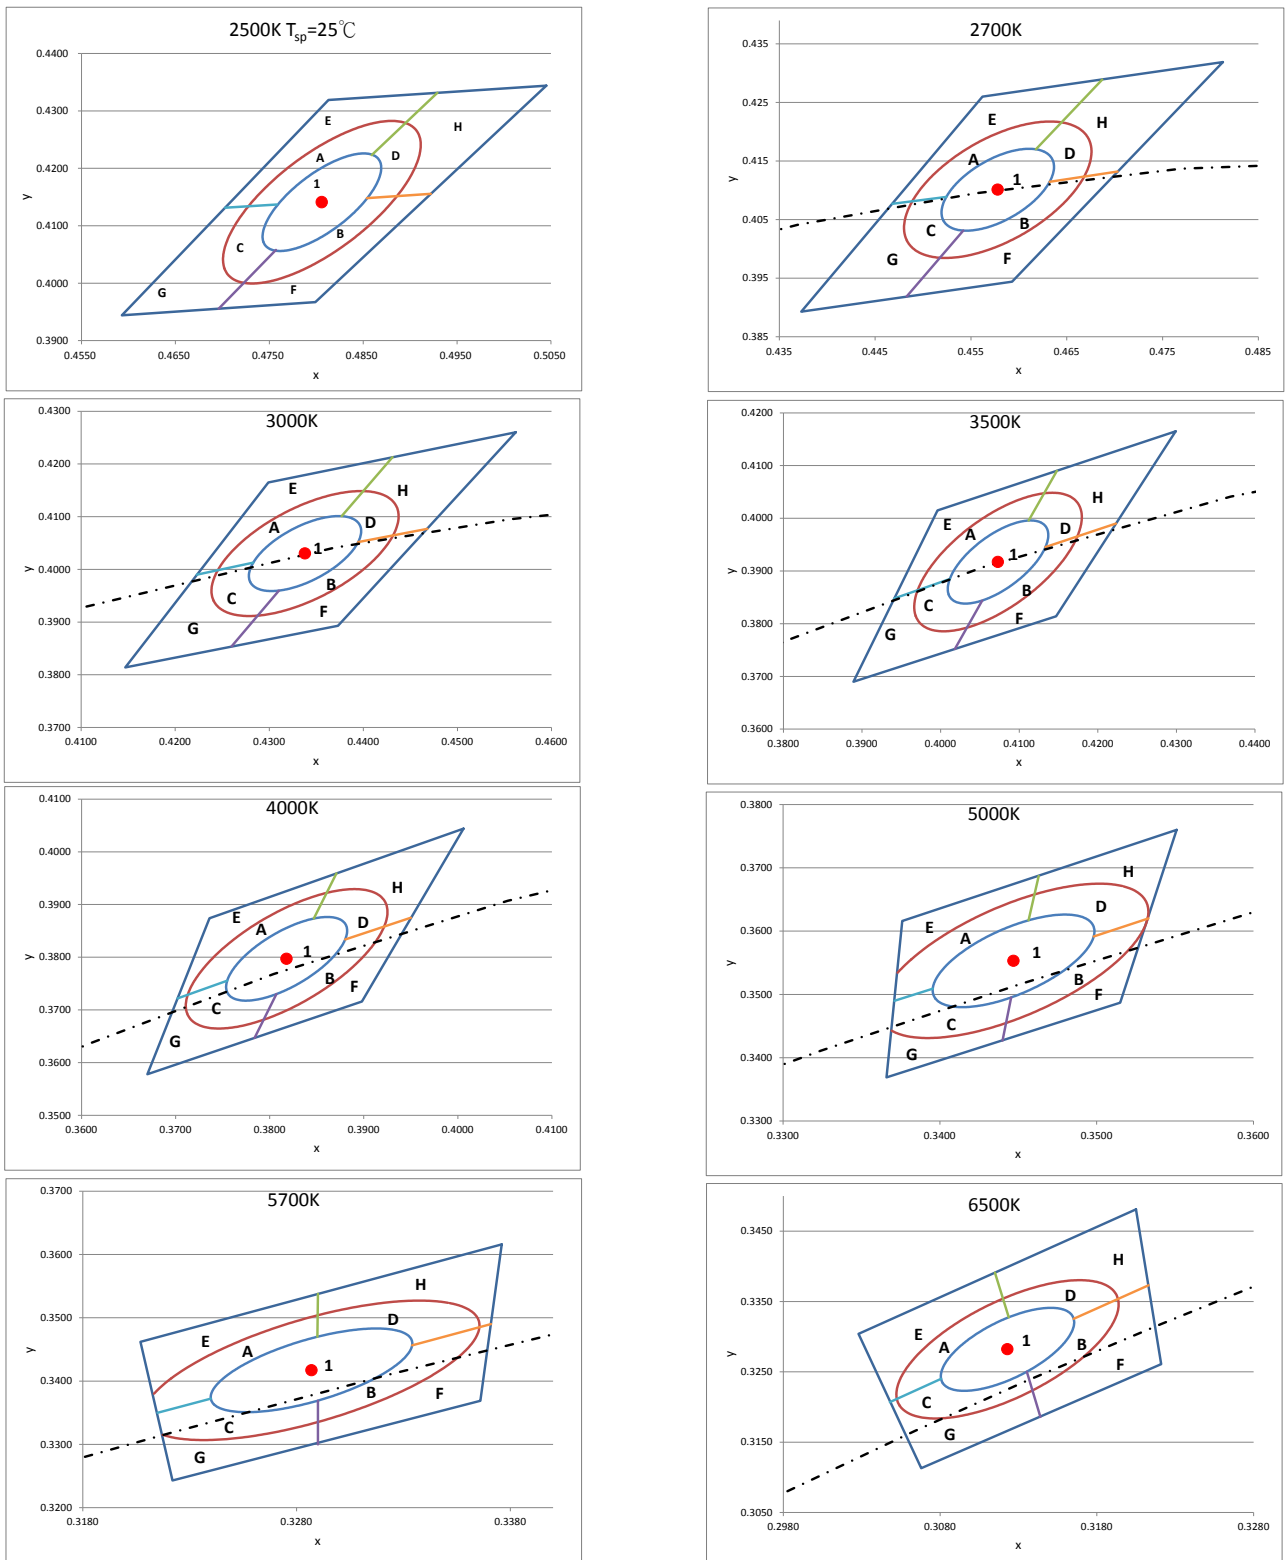 2500K Tsp=25℃
0.4400
0.4300
0.4200
0.4100
0.4000
0.3900
y
E
H
A
D
1
B
C
G
F
0.4550 0.4650 0.4750 0.4850 0.4950 0.5050
x
2700K
0.435
0.425
0.415
0.405
0.395
0.385
y
E
H
A
D
1
B
C
G
F
0.435 0.445 0.455 0.465 0.475 0.485
x
3000K
0.4300
0.4200
0.4100
0.4000
0.3900
0.3800
0.3700
y
E
H
A
D
1
B
C
F
G
0.4100 0.4200 0.4300 0.4400 0.4500 0.4600
x
3500K
0.4200
0.4100
0.4000
0.3900
0.3800
0.3700
0.3600
y
H
E
A
D
1
B
C
F
G
0.3800 0.3900 0.4000 0.4100 0.4200 0.4300 0.4400
x
4000K
0.4100
0.4000
0.3900
0.3800
0.3700
0.3600
0.3500
y
H
E
A
D
1
B
F
C
G
0.3600 0.3700 0.3800 0.3900 0.4000 0.4100
x
5000K
0.3800
0.3700
0.3600
0.3500
0.3400
0.3300
y
H
D
E
A
1
B
F
C
G
0.3300 0.3400 0.3500 0.3600
x
5700K
0.3700
0.3600
0.3500
0.3400
0.3300
0.3200
y
H
D
E
A
1
B
F
C
G
0.3180 0.3280 0.3380
x
6500K
0.3450
0.3350
0.3250
0.3150
0.3050
y
H
D
E
A
1
B
F
C
G
0.2980 0.3080 0.3180 0.3280
x